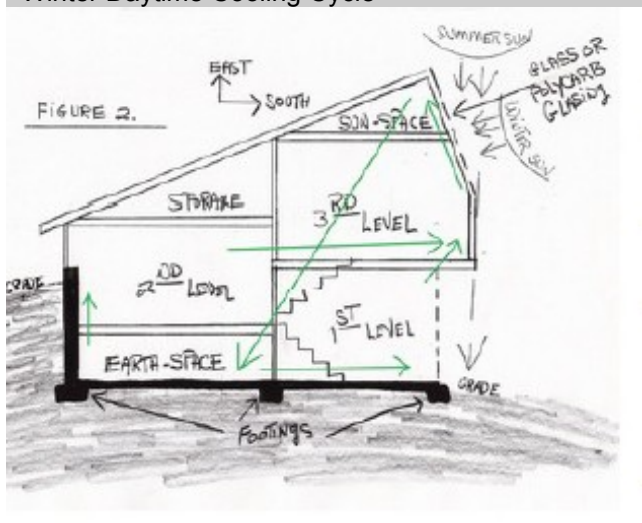 Winter Daytime Cooling Cycle
SUMMER SUN
EAST
SOUTH
GLASS OR
POLYCARB
GLASING
FIGURE 2.
SUN-SPACE
WINTER SUN
STORAGE
3RD LEVEL
GRADE
2ND LEVEL
1ST LEVEL
EARTH-SPACE
GRADE
FOOTINGS